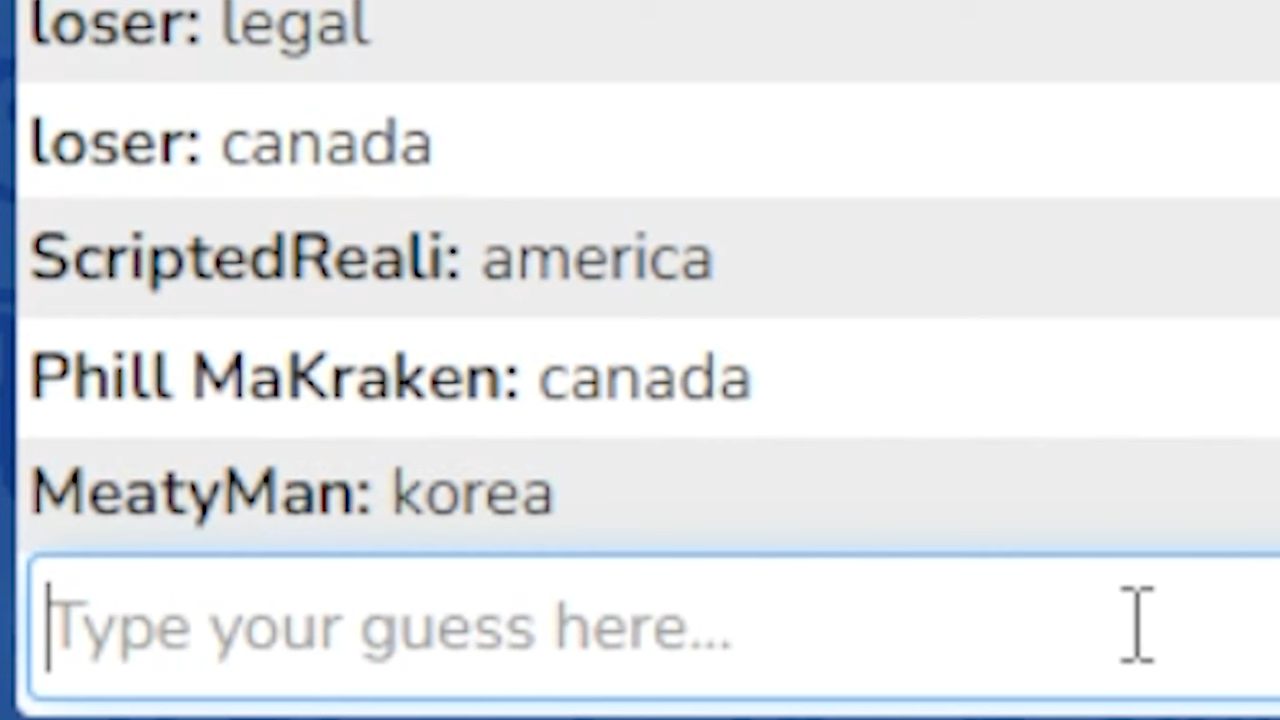 loser: legal
loser: canada
ScriptedReali: america
Phill MaKraken: canada
MeatyMan: korea
Type your guess here...